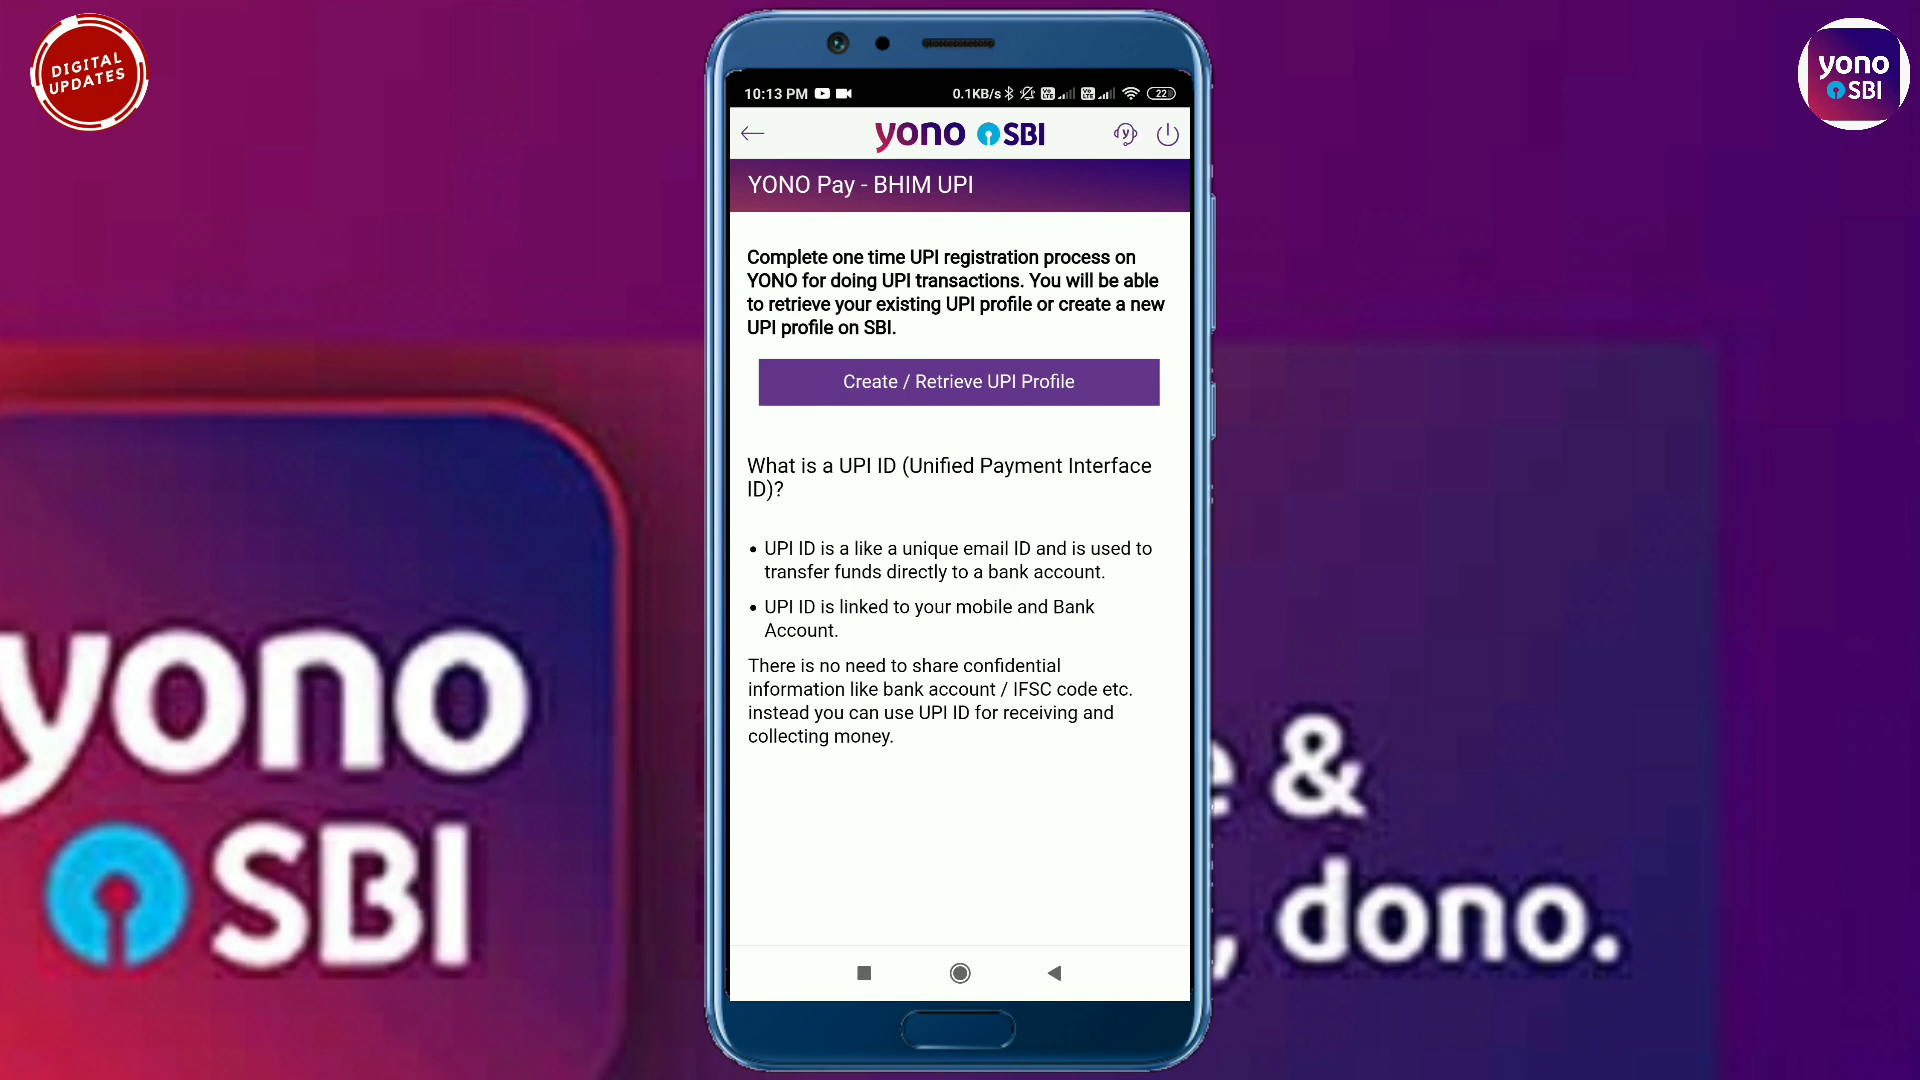 DIGITAL
UPDATES
yono
SBI
10:13 PM
0.1KB/s
22
yono SBI
YONO Pay - BHIM UPI
Complete one time UPI registration process on
YONO for doing UPI transactions. You will be able
to retrieve your existing UPI profile or create a new
UPI profile on SBI.
Create / Retrieve UPI Profile
What is a UPI ID (Unified Payment Interface
ID)?
• UPI ID is a like a unique email ID and is used to
transfer funds directly to a bank account.
• UPI ID is linked to your mobile and Bank
Account.
There is no need to share confidential
information like bank account / IFSC code etc.
instead you can use UPI ID for receiving and
collecting money.
yono
SBI
&
, dono.